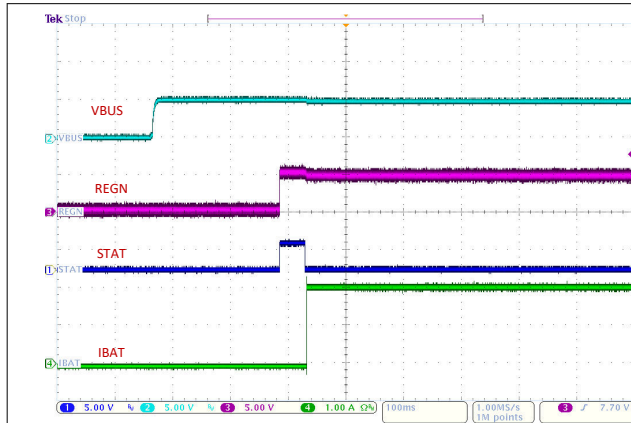 Tek Stop
VBUS
2 VBUS
REGN
3 REGN
STAT
1 STAT
IBAT
4 IBAT
1 5.00 V 2 5.00 V 3 5.00 V 4 1.00 A Ω 100ms 1.00MS/s 3 7.70 V
1M points